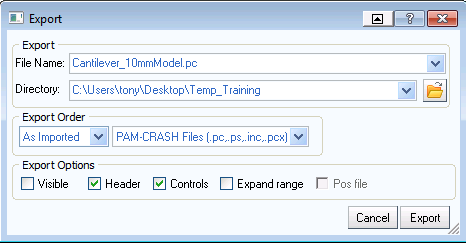 Export
Export
File Name: Cantilever_10mmModel.pc
Directory: C:\Users\tony\Desktop\Temp_Training
Export Order
As Imported PAM-CRASH Files (.pc,.ps,.inc,.pcx)
Export Options
Visible Header Controls Expand range Pos file
Cancel Export